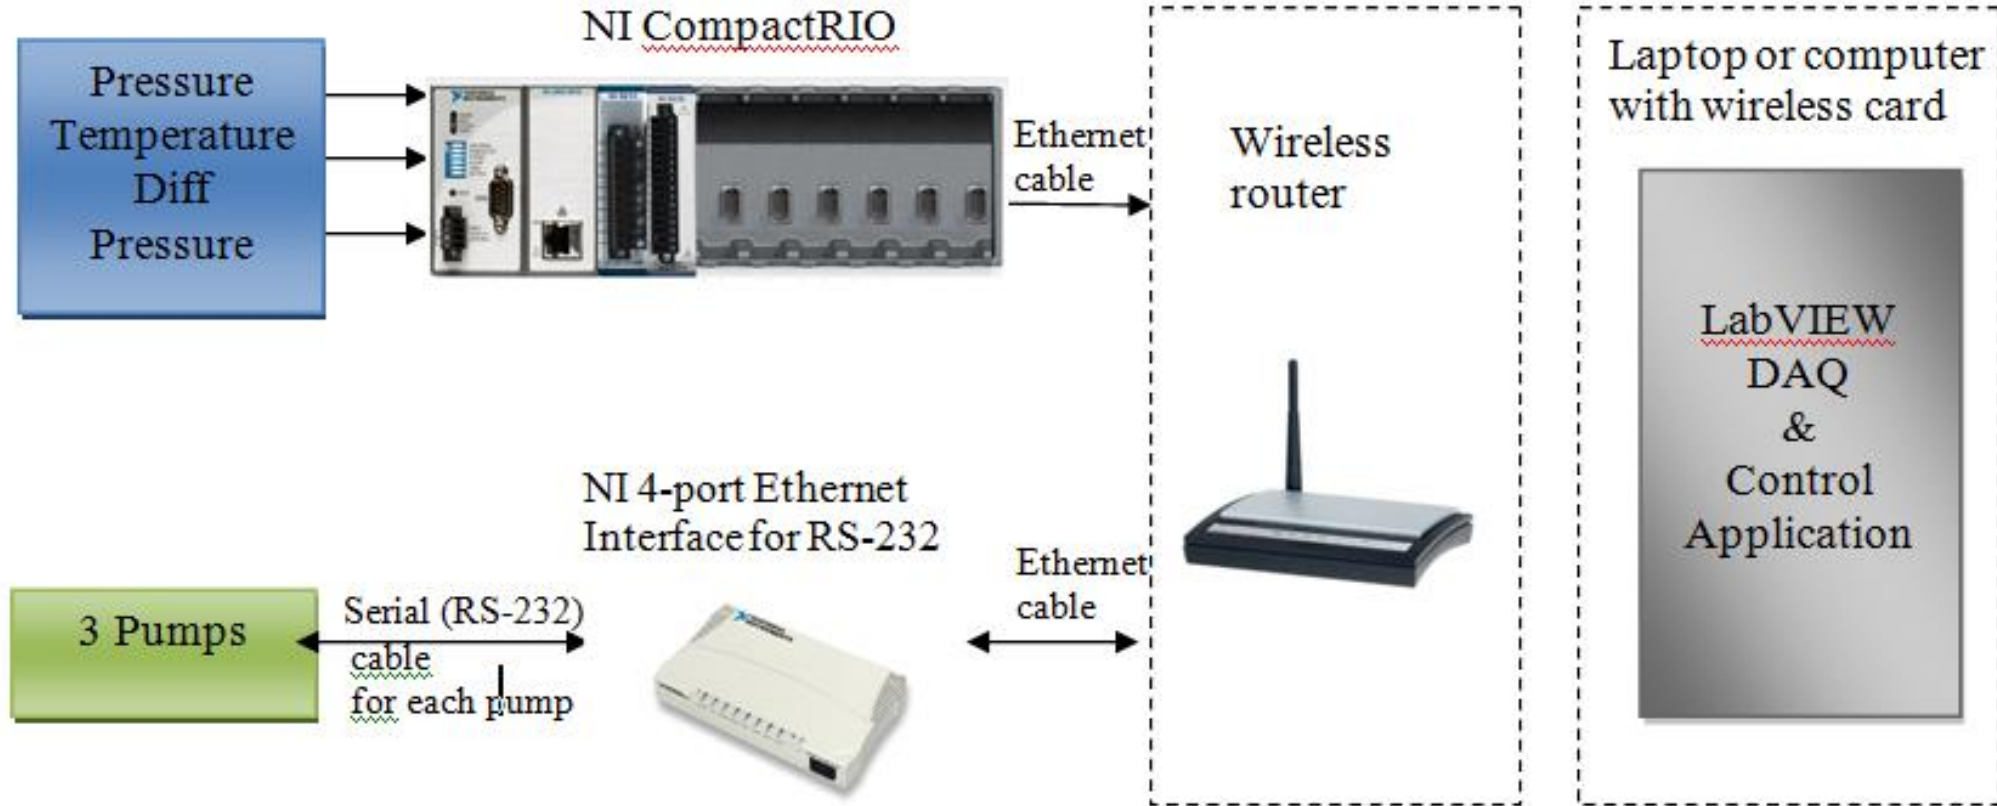 NI CompactRIO
Pressure
Temperature
Diff
Pressure
Ethernet
cable
Wireless
router
Laptop or computer
with wireless card
LabVIEW
DAQ
&
Control
Application
NI 4-port Ethernet
Interface for RS-232
3 Pumps
Serial (RS-232)
cable
for each pump
Ethernet
cable